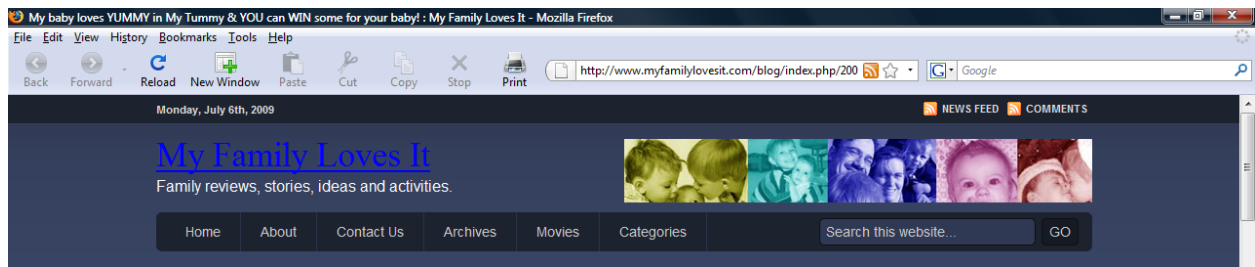 My baby loves YUMMY in My Tummy & YOU can WIN some for your baby! : My Family Loves It - Mozilla Firefox
File Edit View History Bookmarks Tools Help
Back Forward Reload New Window Paste Cut Copy Stop Print http://www.myfamilylovesit.com/blog/index.php/200 G Google
Monday, July 6th, 2009 NEWS FEED COMMENTS
My Family Loves It
Family reviews, stories, ideas and activities.
Home About Contact Us Archives Movies Categories Search this website... GO